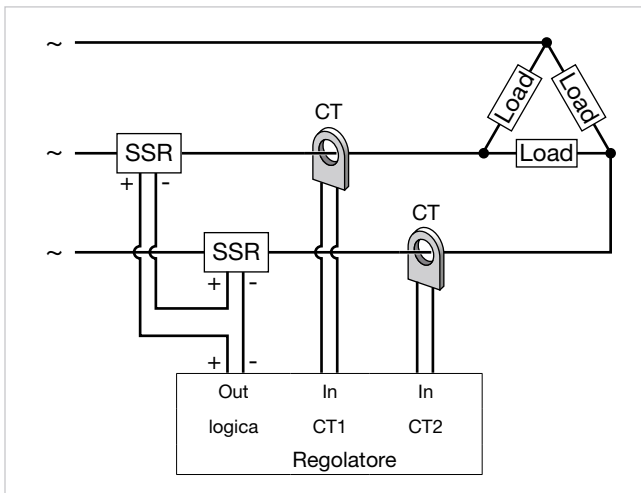 ~
CT
Load
Load
~
SSR
Load
+ -
CT
~
SSR
+ -
+ -
Out In In
logica CT1 CT2
Regolatore